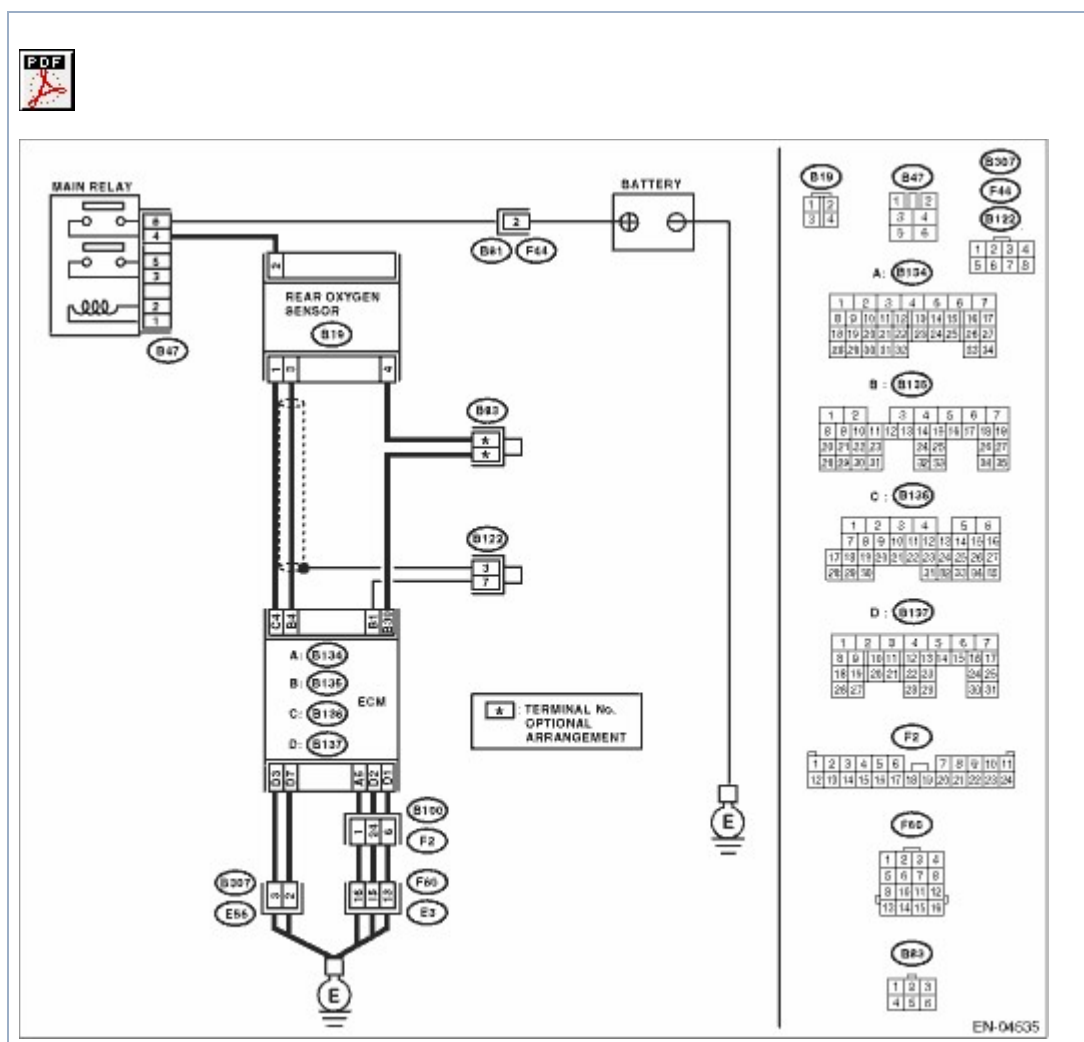 PDF
MAIN RELAY
6
4
5
3
2
1
B47
BATTERY
2
B61 F44
2
REAR OXYGEN
SENSOR
B19
1 3 4
B83
*
*
B122
3
7
C4 B4 B1 B30
A: B134
B: B135
C: B136
D: B137
ECM
* : TERMINAL No.
OPTIONAL
ARRANGEMENT
D3 D7 A5 D2 D1
B100
1 24 6
F2
B307
3 2
E56
F60
16 15 13
E3
E
E
B19
1 2
3 4
B47
1 2
3 4
5 6
B307
F44
B122
1 2 3 4
5 6 7 8
A: B134
1 2 3 4 5 6 7
8 9 10 11 12 13 14 15 16 17
18 19 20 21 22 23 24 25 26 27
28 29 30 31 32 33 34
B: B135
1 2 3 4 5 6 7
8 9 10 11 12 13 14 15 16 17 18 19
20 21 22 23 24 25 26 27
28 29 30 31 32 33 34 35
C: B136
1 2 3 4 5 6
7 8 9 10 11 12 13 14 15 16
17 18 19 20 21 22 23 24 25 26 27
28 29 30 31 32 33 34 35
D: B137
1 2 3 4 5 6 7
8 9 10 11 12 13 14 15 16 17
18 19 20 21 22 23 24 25
26 27 28 29 30 31
F2
1 2 3 4 5 6 7 8 9 10 11
12 13 14 15 16 17 18 19 20 21 22 23 24
F60
1 2 3 4
5 6 7 8
9 10 11 12
13 14 15 16
B83
1 2 3
4 5 6
EN-04635